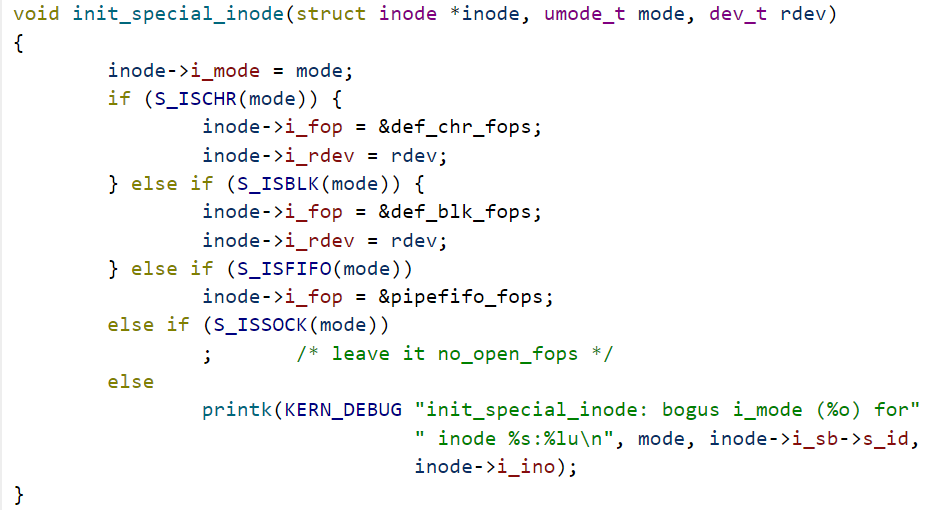 void init_special_inode(struct inode *inode, umode_t mode, dev_t rdev)
{
        inode->i_mode = mode;
        if (S_ISCHR(mode)) {
                inode->i_fop = &def_chr_fops;
                inode->i_rdev = rdev;
        } else if (S_ISBLK(mode)) {
                inode->i_fop = &def_blk_fops;
                inode->i_rdev = rdev;
        } else if (S_ISFIFO(mode))
                inode->i_fop = &pipefifo_fops;
        else if (S_ISSOCK(mode))
                ;       /* leave it no_open_fops */
        else
                printk(KERN_DEBUG "init_special_inode: bogus i_mode (%o) for"
                                  " inode %s:%lu\n", mode, inode->i_sb->s_id,
                                  inode->i_ino);
}